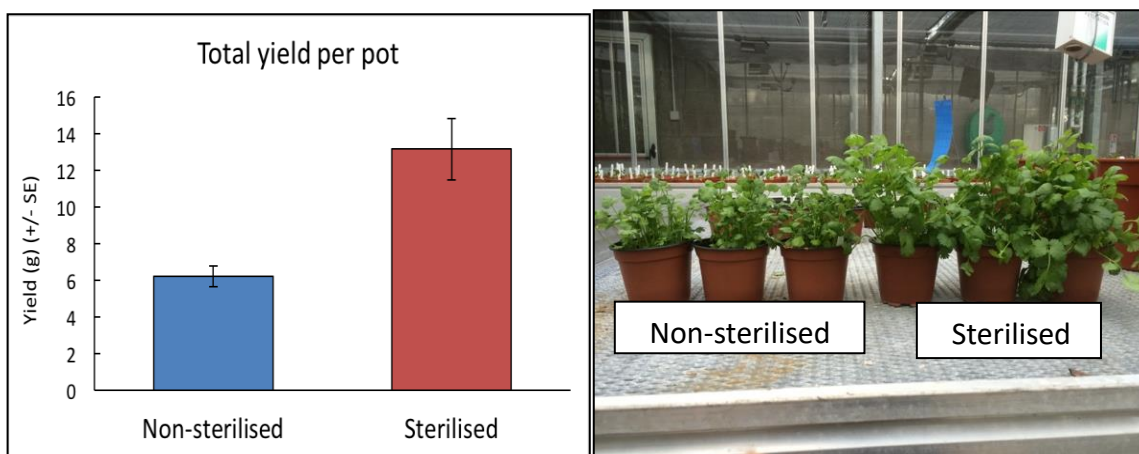 Total yield per pot
Yield (g) (+/- SE)
16
14
12
10
8
6
4
2
0
Non-sterilised
Sterilised
Non-sterilised
Sterilised